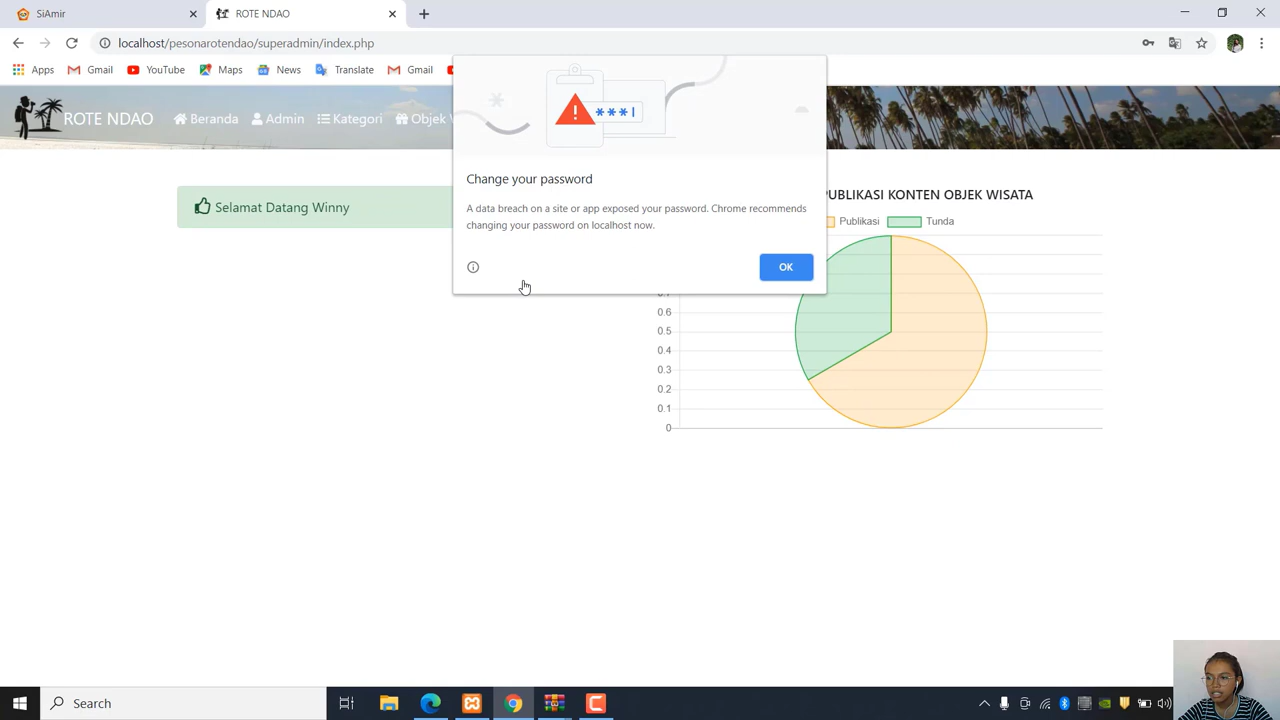 SiAmir
ROTE NDAO
localhost/pesonarotendao/superadmin/index.php
Apps Gmail YouTube Maps News Translate Gmail
ROTE NDAO Beranda Admin Kategori Objek
***
Change your password
A data breach on a site or app exposed your password. Chrome recommends
changing your password on localhost now.
OK
Selamat Datang Winny
PUBLIKASI KONTEN OBJEK WISATA
Publikasi Tunda
0.6
0.5
0.4
0.3
0.2
0.1
0
Search